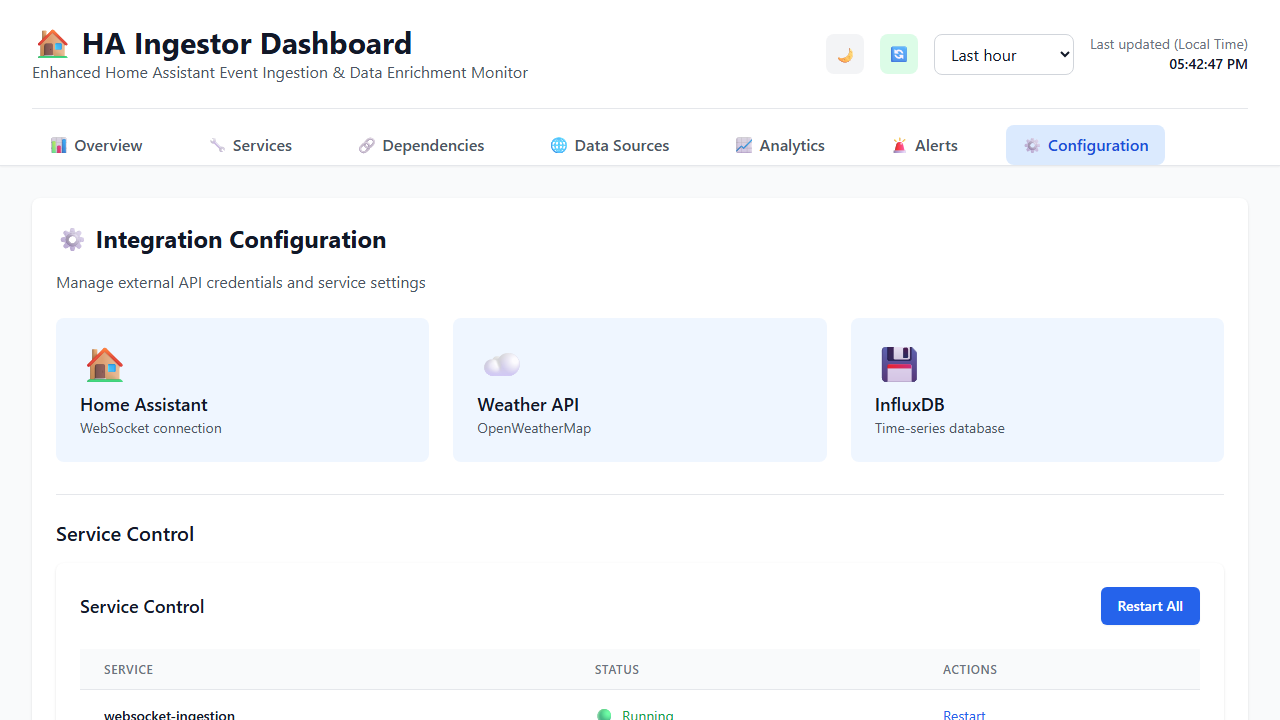 HA Ingestor Dashboard
Enhanced Home Assistant Event Ingestion & Data Enrichment Monitor
Last hour
Last updated (Local Time)
05:42:47 PM
Overview
Services
Dependencies
Data Sources
Analytics
Alerts
Configuration
Integration Configuration
Manage external API credentials and service settings
Home Assistant
WebSocket connection
Weather API
OpenWeatherMap
InfluxDB
Time-series database
Service Control
Service Control
Restart All
SERVICE STATUS ACTIONS
websocket-ingestion Running Restart